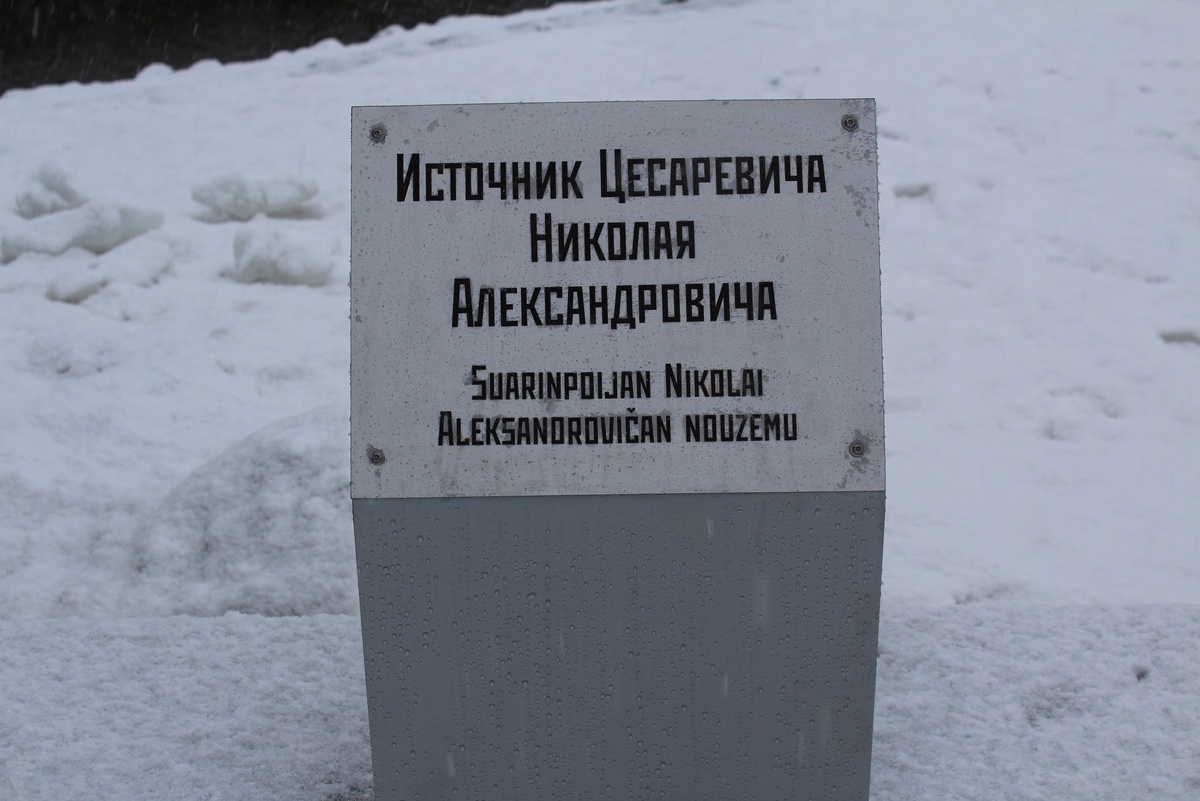 Источник Цесаревича
Николая
Александровича
Suarinpoijan Nikolai
Aleksandrovičan nouzemu